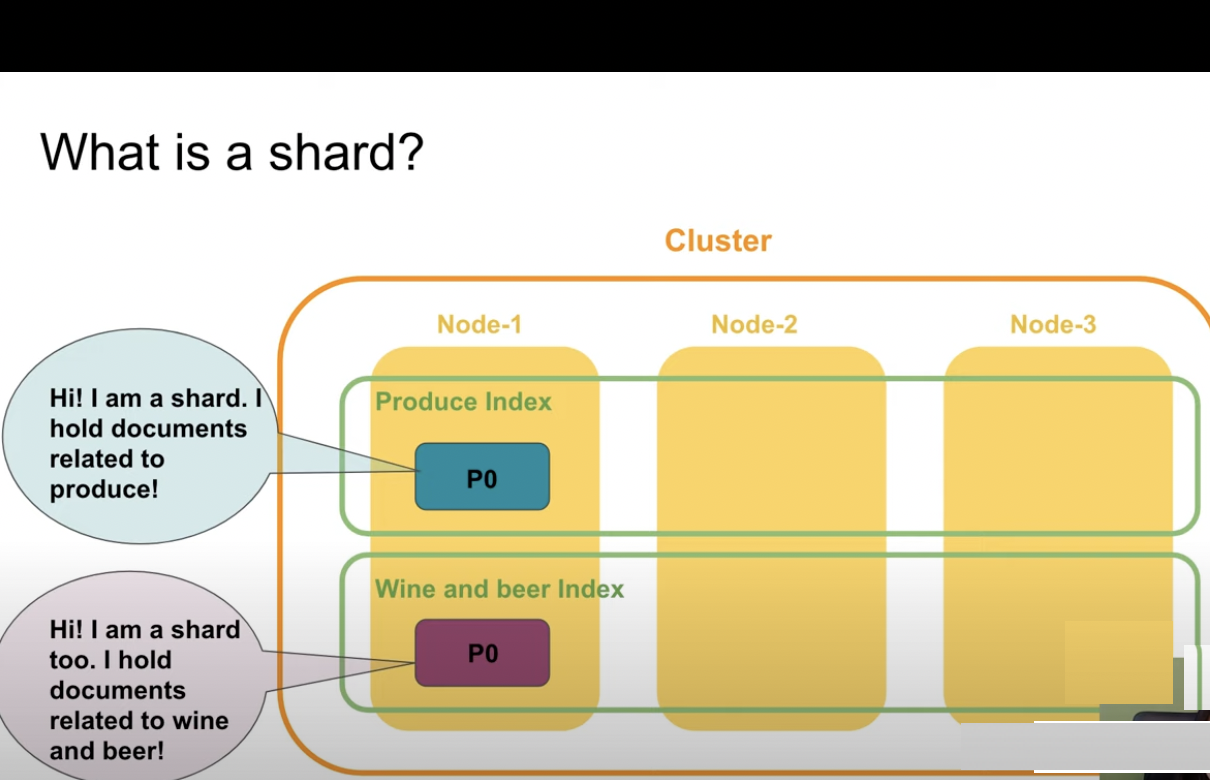 What is a shard?
Cluster
Node-1
Node-2
Node-3
Hi! I am a shard. I
hold documents
related to
produce!
Produce Index
P0
Wine and beer Index
P0
Hi! I am a shard
too. I hold
documents
related to wine
and beer!